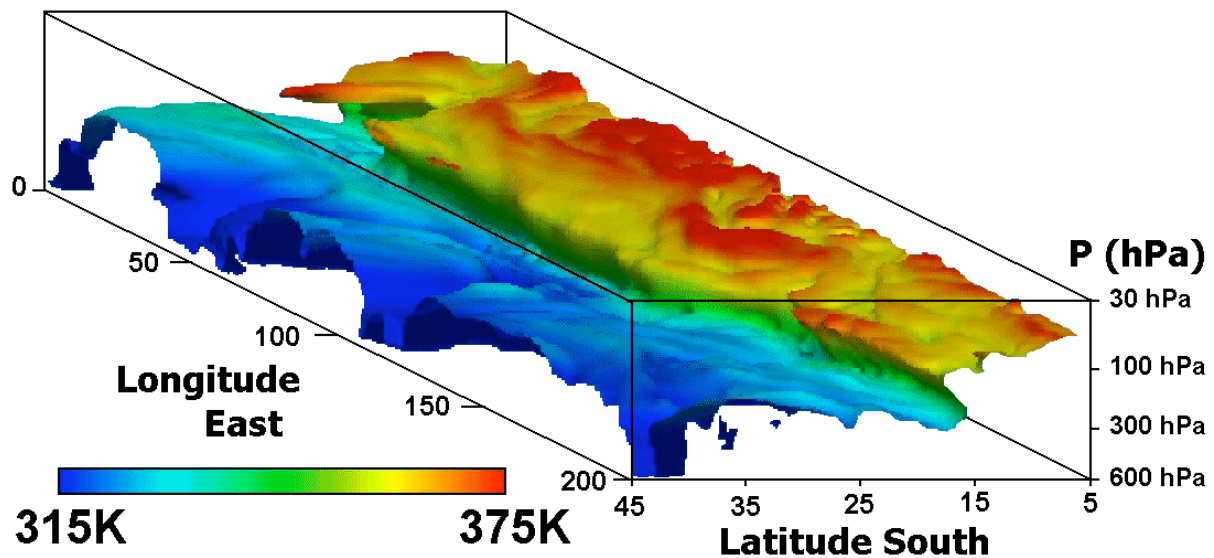 0
50
100
150
200
Longitude
East
P (hPa)
30 hPa
100 hPa
300 hPa
600 hPa
45 35 25 15 5
Latitude South
315K 375K